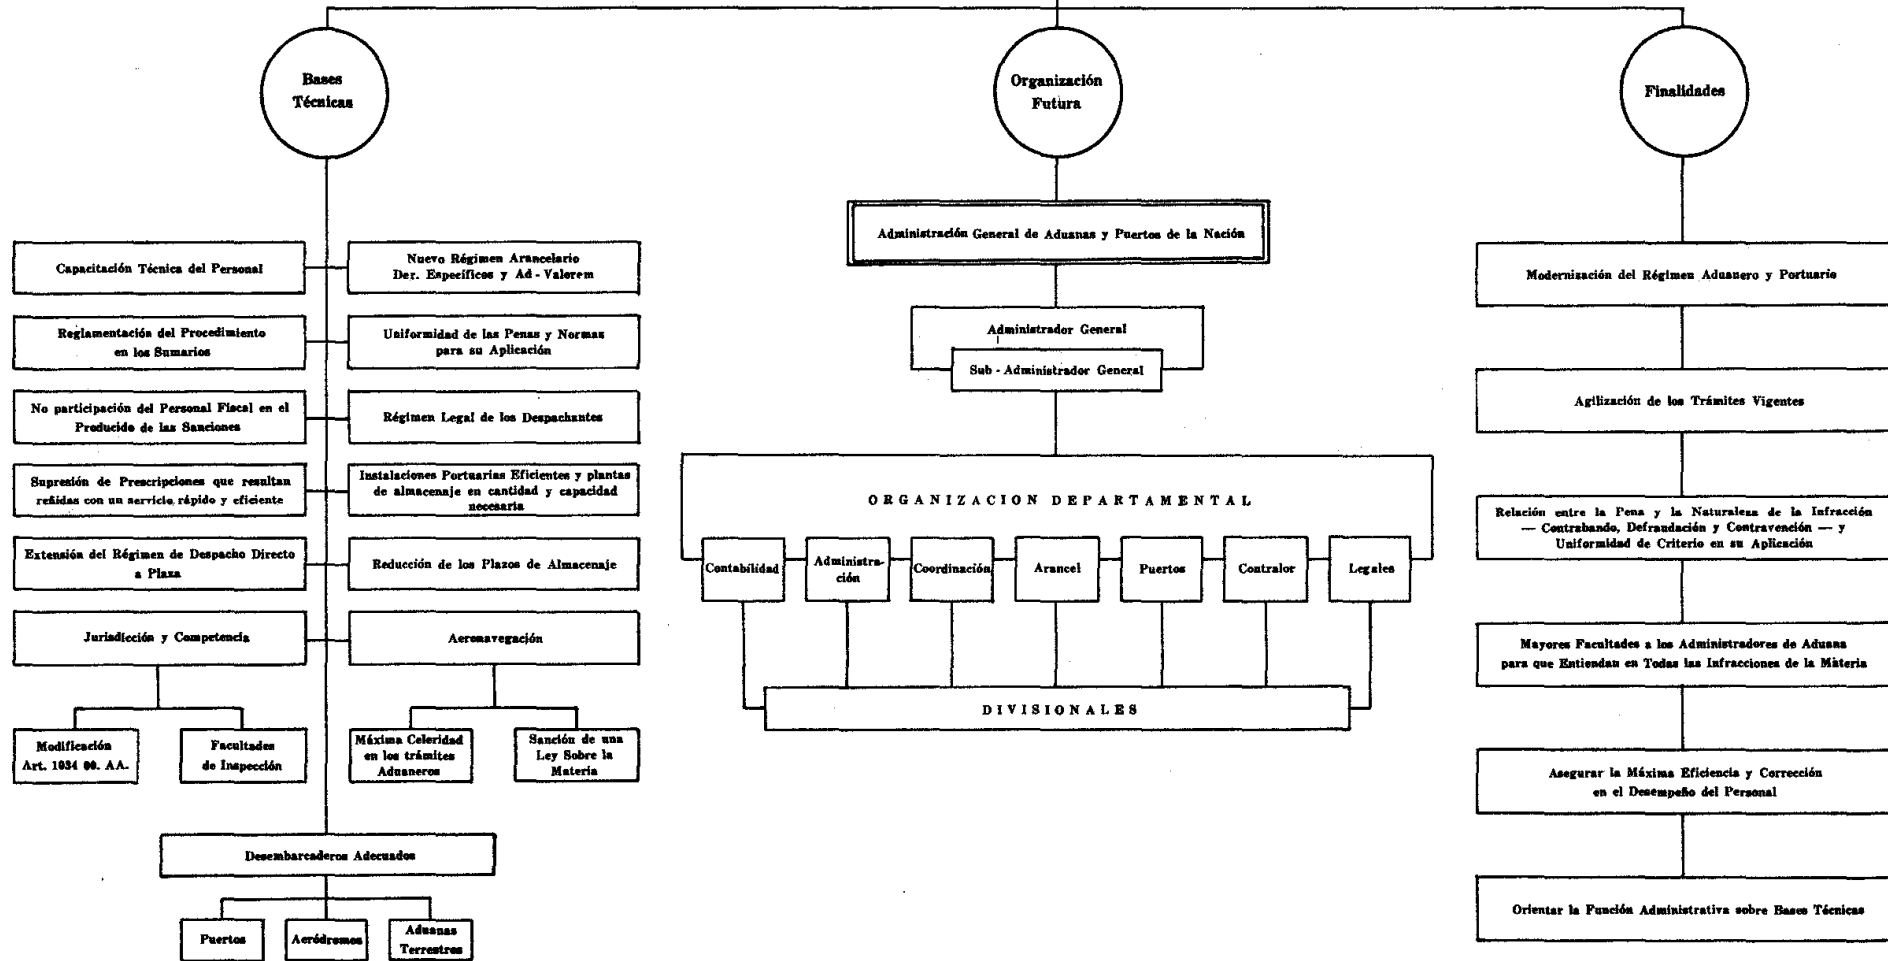 Bases
Técnicas
Organización
Futura
Finalidades
Capacitación Técnica del Personal
Nuevo Régimen Arancelario
Der. Específicos y Ad - Valorem
Reglamentación del Procedimiento
en los Sumarios
Uniformidad de las Penas y Normas
para su Aplicación
No participación del Personal Fiscal en el
Producido de las Sanciones
Régimen Legal de los Despachantes
Supresión de Prescripciones que resultan
reñidas con un servicio rápido y eficiente
Instalaciones Portuarias Eficientes y plantas
de almacenaje en cantidad y capacidad
necesaria
Extensión del Régimen de Despacho Directo
a Plaza
Reducción de los Plazos de Almacenaje
Jurisdicción y Competencia
Aeronavegación
Modificación
Art. 1034 00. AA.
Facultades
de Inspección
Máxima Celeridad
en los trámites
Aduaneros
Sanción de una
Ley Sobre la
Materia
Desembarcaderos Adecuados
Puertos
Aeródromos
Aduanas
Terrestres
Administración General de Aduanas y Puertos de la Nación
Administrador General
Sub - Administrador General
ORGANIZACION DEPARTAMENTAL
Contabilidad
Administra-
ción
Coordinación
Arancel
Puertos
Contralor
Legales
DIVISIONALES
Modernización del Régimen Aduanero y Portuario
Agilización de los Trámites Vigentes
Relación entre la Pena y la Naturaleza de la Infracción
— Contrabando, Defraudación y Contravención — y
Uniformidad de Criterio en su Aplicación
Mayores Facultades a los Administradores de Aduana
para que Entiendan en Todas las Infracciones de la Materia
Asegurar la Máxima Eficiencia y Corrección
en el Desempeño del Personal
Orientar la Función Administrativa sobre Bases Técnicas